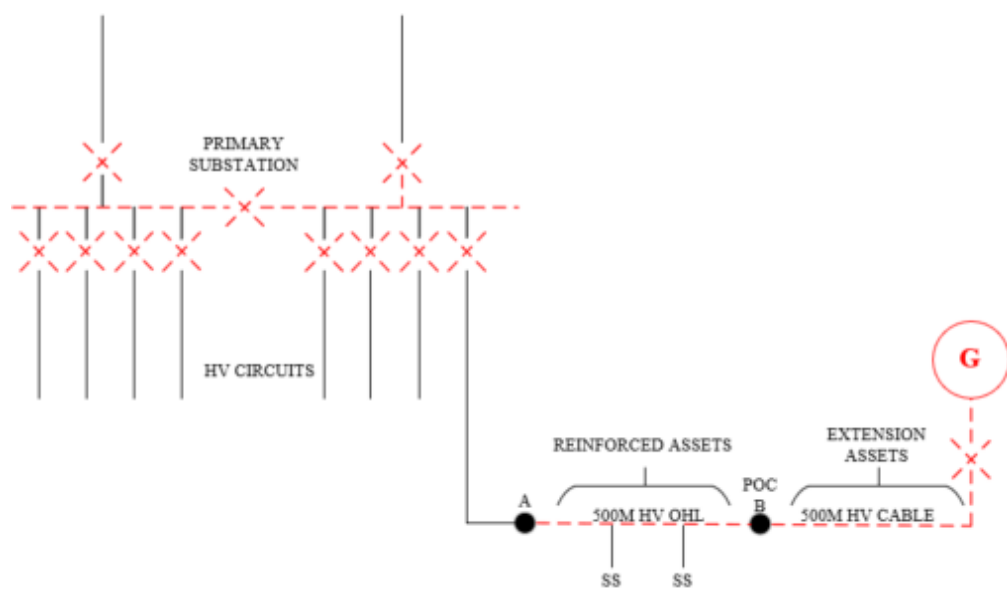 PRIMARY
SUBSTATION
HV CIRCUITS
G
REINFORCED ASSETS
EXTENSION
ASSETS
A
POC
B
500M HV OHL
500M HV CABLE
SS
SS